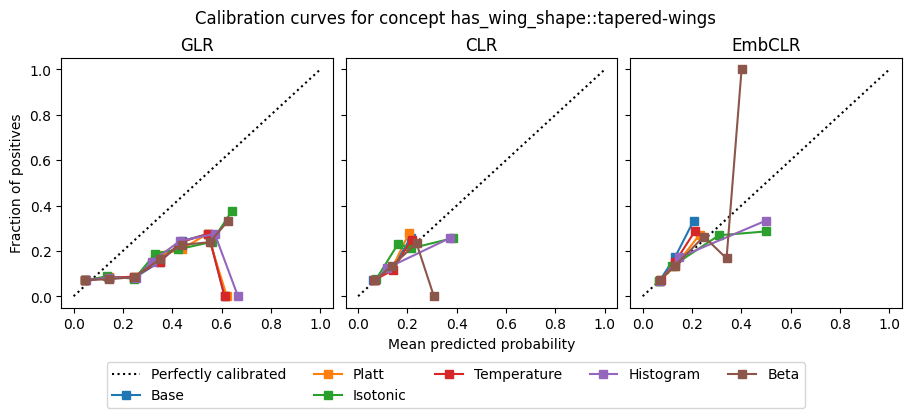 Calibration curves for concept has_wing_shape::tapered-wings
GLR
CLR
EmbCLR
Fraction of positives
1.0
0.8
0.6
0.4
0.2
0.0
0.0 0.2 0.4 0.6 0.8 1.0
0.0 0.2 0.4 0.6 0.8 1.0
0.0 0.2 0.4 0.6 0.8 1.0
Mean predicted probability
Perfectly calibrated
Base
Platt
Isotonic
Temperature
Histogram
Beta